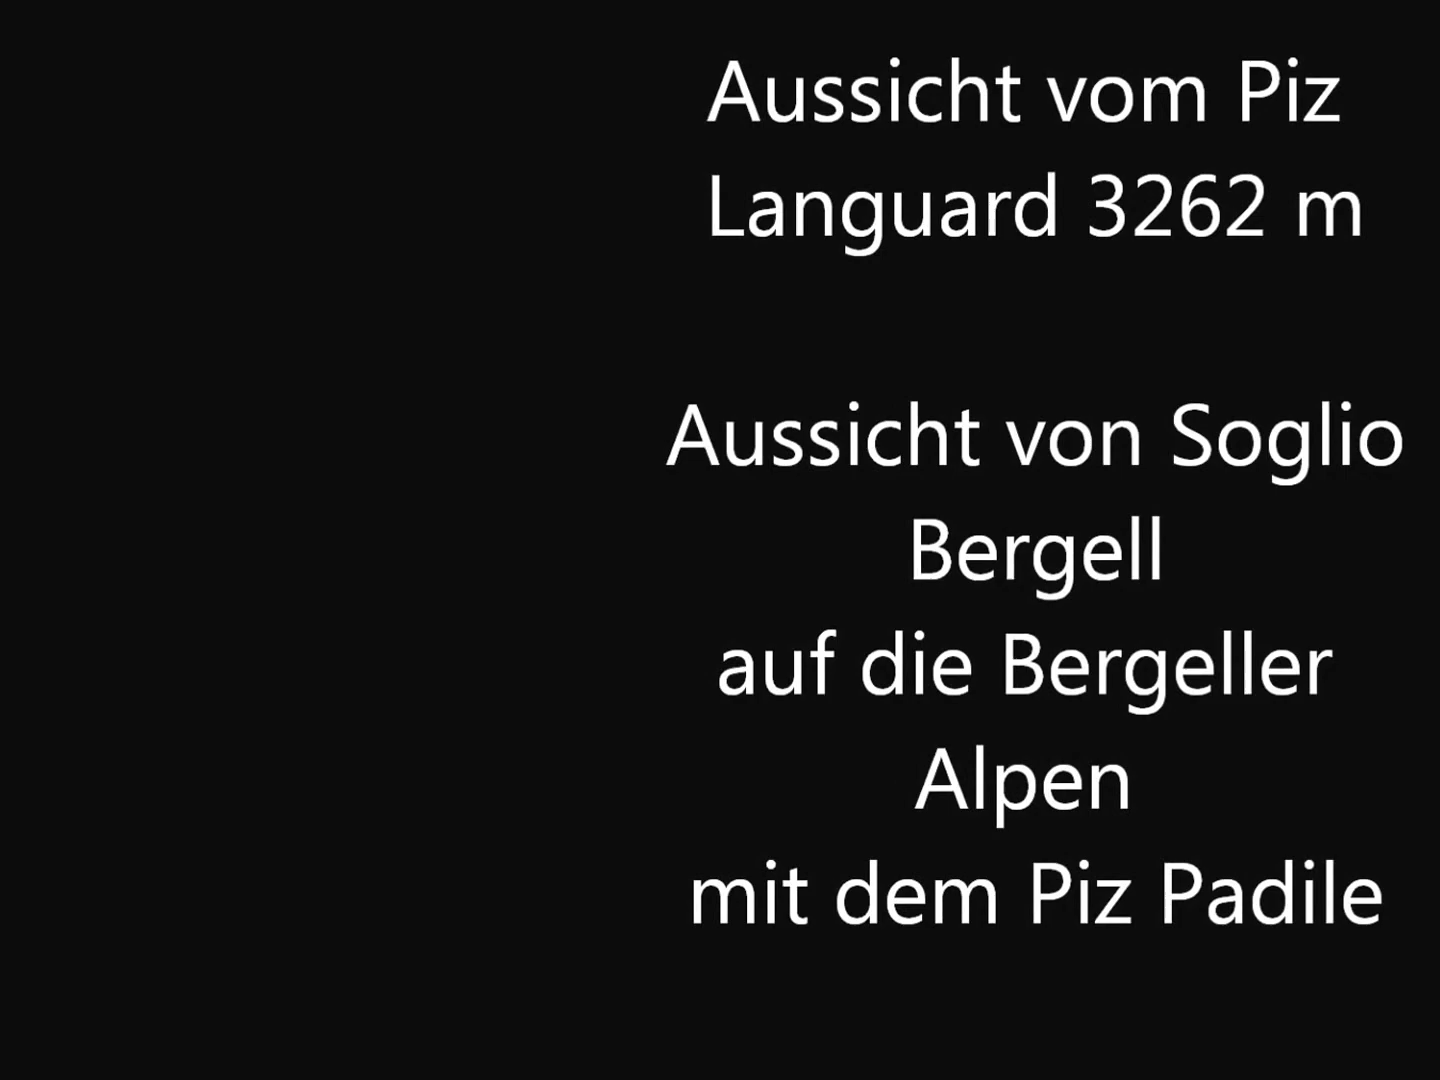 Aussicht vom Piz
Languard 3262 m
Aussicht von Soglio
Bergell
auf die Bergeller
Alpen
mit dem Piz Padile